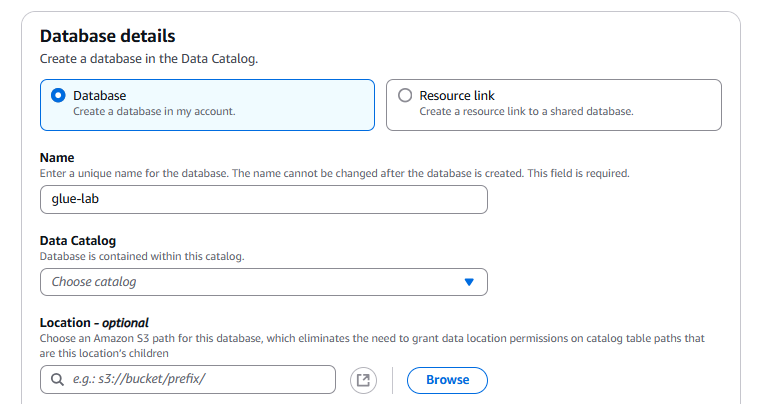 Database details
Create a database in the Data Catalog.
Database
Create a database in my account.
Resource link
Create a resource link to a shared database.
Name
Enter a unique name for the database. The name cannot be changed after the database is created. This field is required.
glue-lab
Data Catalog
Database is contained within this catalog.
Choose catalog
Location - optional
Choose an Amazon S3 path for this database, which eliminates the need to grant data location permissions on catalog table paths that
are this location's children
e.g.: s3://bucket/prefix/
Browse